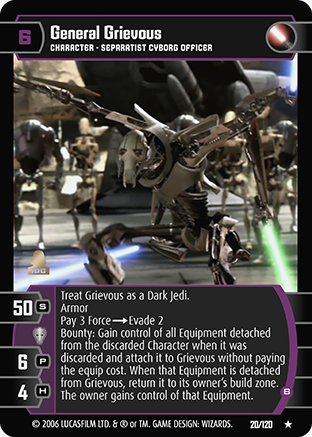 6
General Grievous
CHARACTER - SEPARATIST CYBORG OFFICER
50 S
6 P
4 H
Treat Grievous as a Dark Jedi.
Armor
Pay 3 Force→Evade 2
Bounty: Gain control of all Equipment detached
from the discarded Character when it was
discarded and attach it to Grievous without paying
the equip cost. When that Equipment is detached
from Grievous, return it to its owner's build zone.
The owner gains control of that Equipment.
B
© 2006 LUCASFILM LTD. & ® OR TM. GAME DESIGN: WIZARDS.
20/120 ★